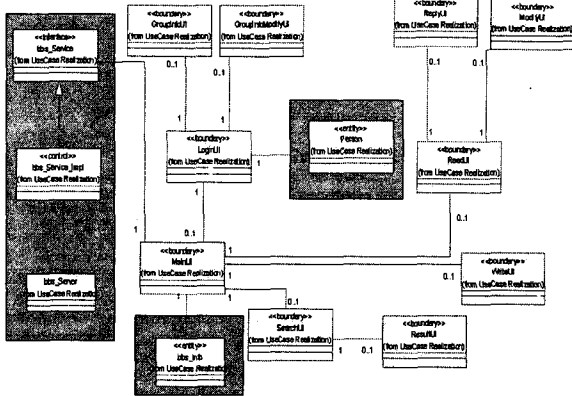 <<interface>>
bbs_Service
(from UseCase Realization)
<<control>>
bbs_Service_Impl
(from UseCase Realization)
bbs_Server
(from UseCase Realization)
<<boundary>>
GroupInfoUI
(from UseCase Realization)
<<boundary>>
GroupInfoModifyUI
(from UseCase Realization)
<<boundary>>
ReplyUI
(from UseCase Realization)
<<boundary>>
ModifyUI
(from UseCase Realization)
0..1
0..1
0..1
0..1
1
1
1
1
<<boundary>>
LoginUI
(from UseCase Realization)
1
1
<<entity>>
Person
(from UseCase Realization)
<<boundary>>
ReadUI
(from UseCase Realization)
1
0..1
0..1
1
<<boundary>>
MainUI
(from UseCase Realization)
1
1
1
1
0..1
<<boundary>>
WriteUI
(from UseCase Realization)
0..1
<<boundary>>
SearchUI
(from UseCase Realization)
1
0..1
<<boundary>>
ResultUI
(from UseCase Realization)
1
<<entity>>
bbs_Info
(from UseCase Realization)